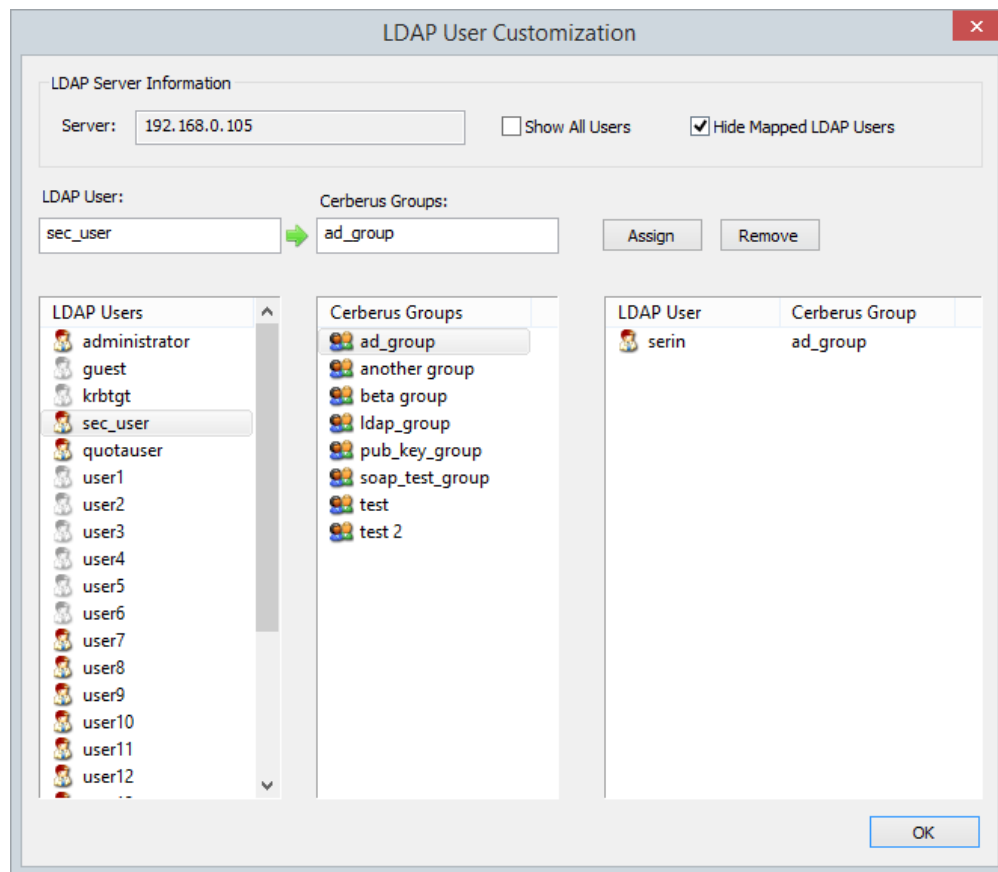 LDAP User Customization
LDAP Server Information
Server: 192.168.0.105 Show All Users Hide Mapped LDAP Users
LDAP User: Cerberus Groups:
sec_user ad_group Assign Remove
LDAP Users
administrator
guest
krbtgt
sec_user
quotauser
user1
user2
user3
user4
user5
user6
user7
user8
user9
user10
user11
user12
Cerberus Groups
ad_group
another group
beta group
ldap_group
pub_key_group
soap_test_group
test
test 2
LDAP User Cerberus Group
serin ad_group
OK